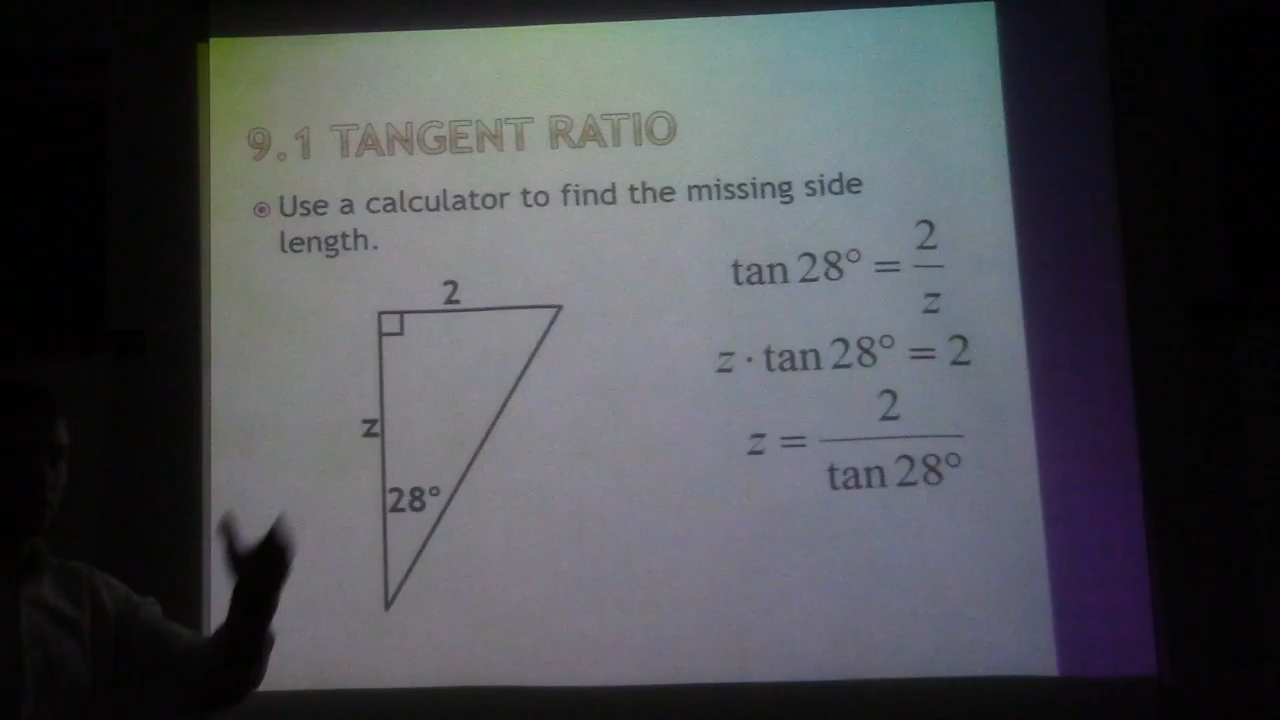 9.1 TANGENT RATIO
Use a calculator to find the missing side
length.
2
z
28°
tan 28° = 2/z
z · tan 28° = 2
z = 2/tan 28°